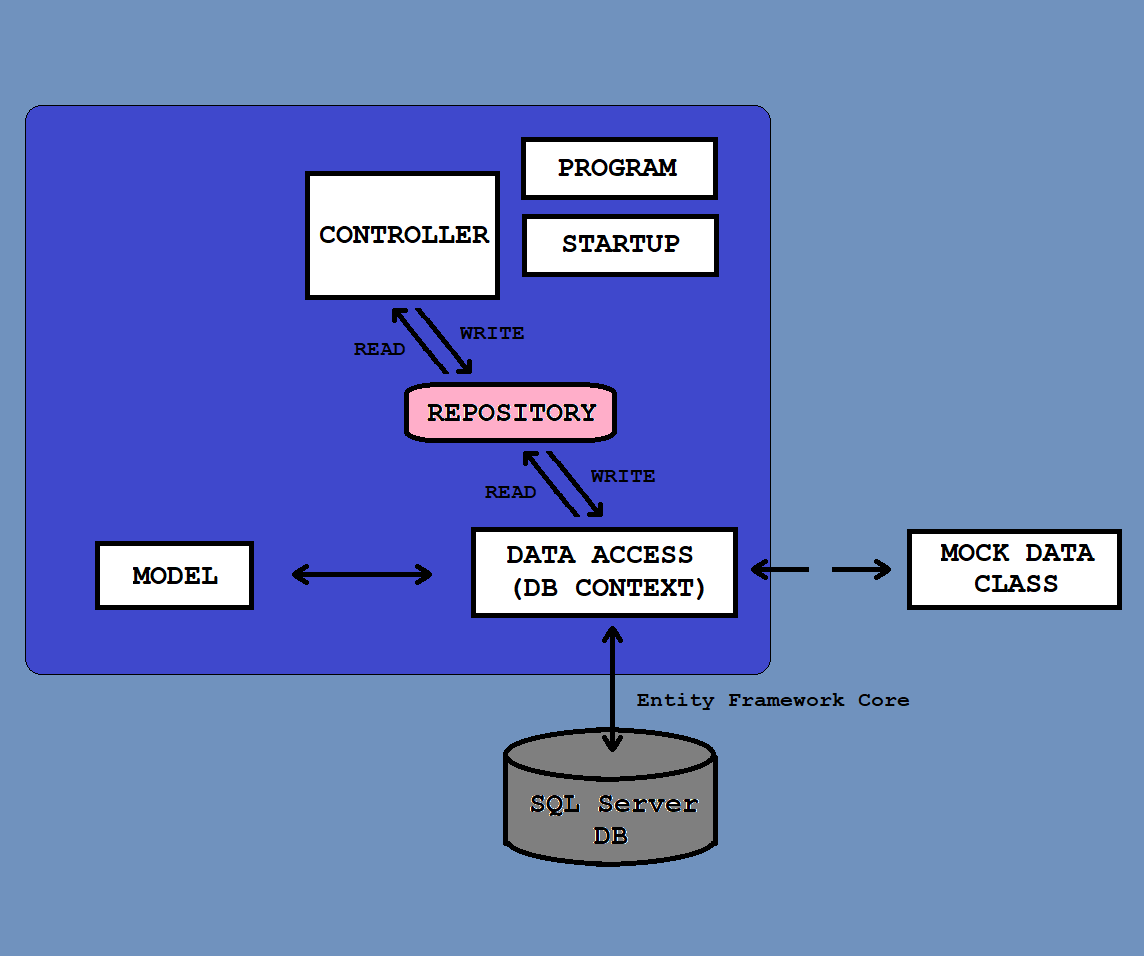 PROGRAM
CONTROLLER
STARTUP
WRITE
READ
REPOSITORY
WRITE
READ
MODEL
DATA ACCESS
(DB CONTEXT)
MOCK DATA
CLASS
Entity Framework Core
SQL Server
DB